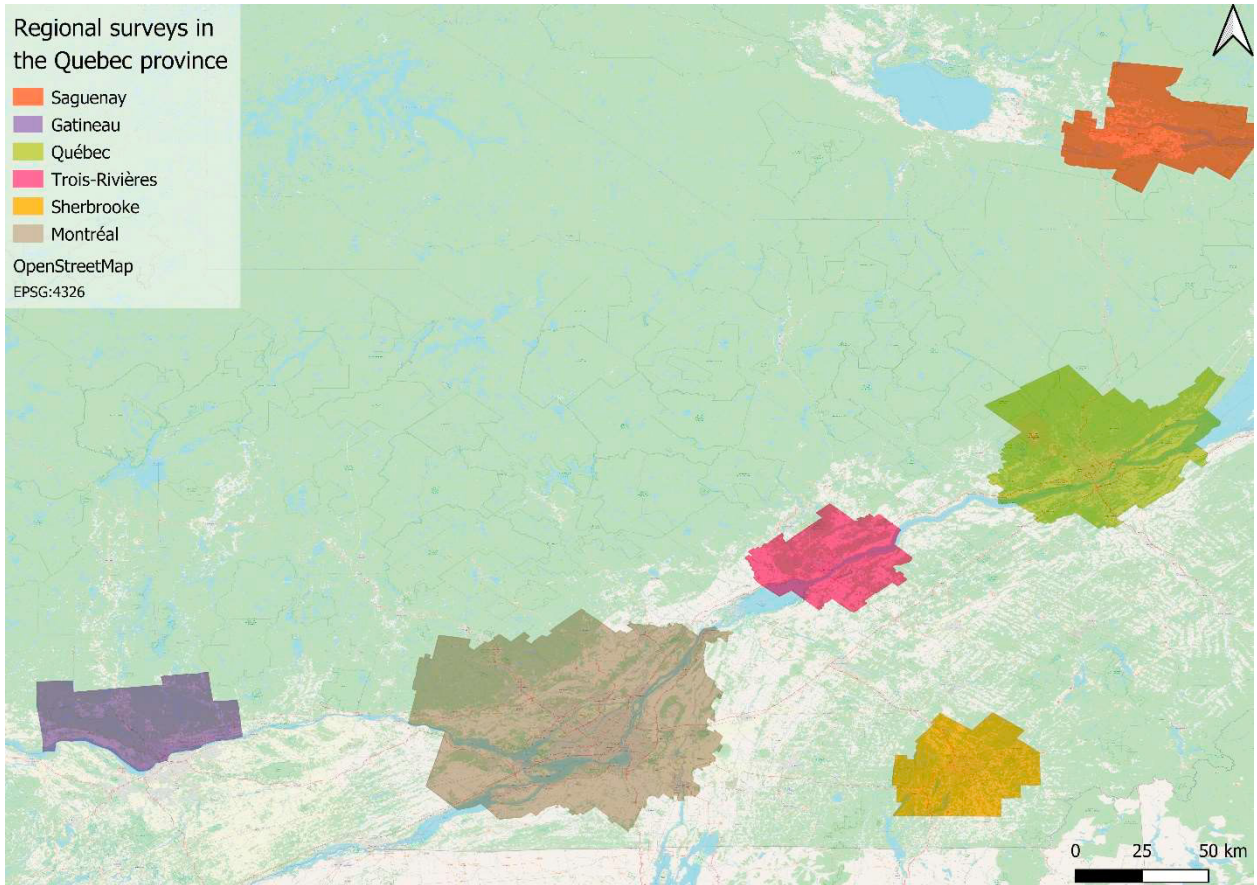 Regional surveys in
the Quebec province
Saguenay
Gatineau
Québec
Trois-Rivières
Sherbrooke
Montréal
OpenStreetMap
EPSG:4326
0 25 50 km